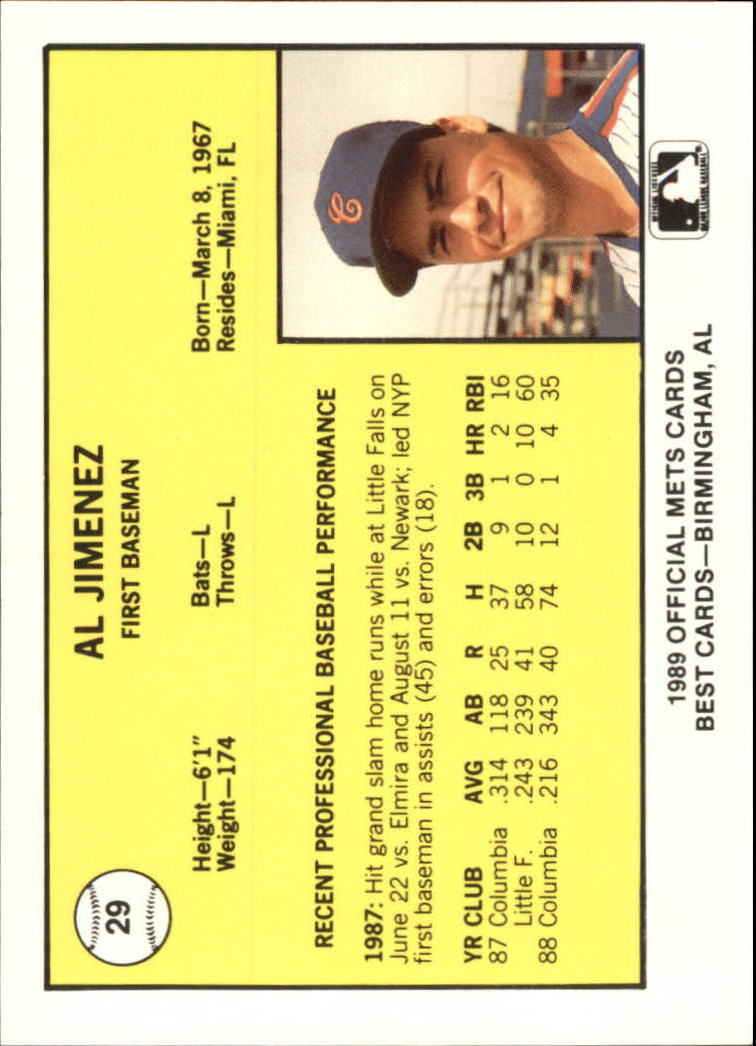 29
AL JIMENEZ
FIRST BASEMAN
Height—6'1" Bats—L Born—March 8, 1967
Weight—174 Throws—L Resides—Miami, FL
RECENT PROFESSIONAL BASEBALL PERFORMANCE
1987: Hit grand slam home runs while at Little Falls on
June 22 vs. Elmira and August 11 vs. Newark; led NYP
first baseman in assists (45) and errors (18).
YR CLUB AVG AB R H 2B 3B HR RBI
87 Columbia .314 118 25 37 9 1 2 16
Little F. .243 239 41 58 10 0 10 60
88 Columbia .216 343 40 74 12 1 4 35
C
1989 OFFICIAL METS CARDS
BEST CARDS—BIRMINGHAM, AL